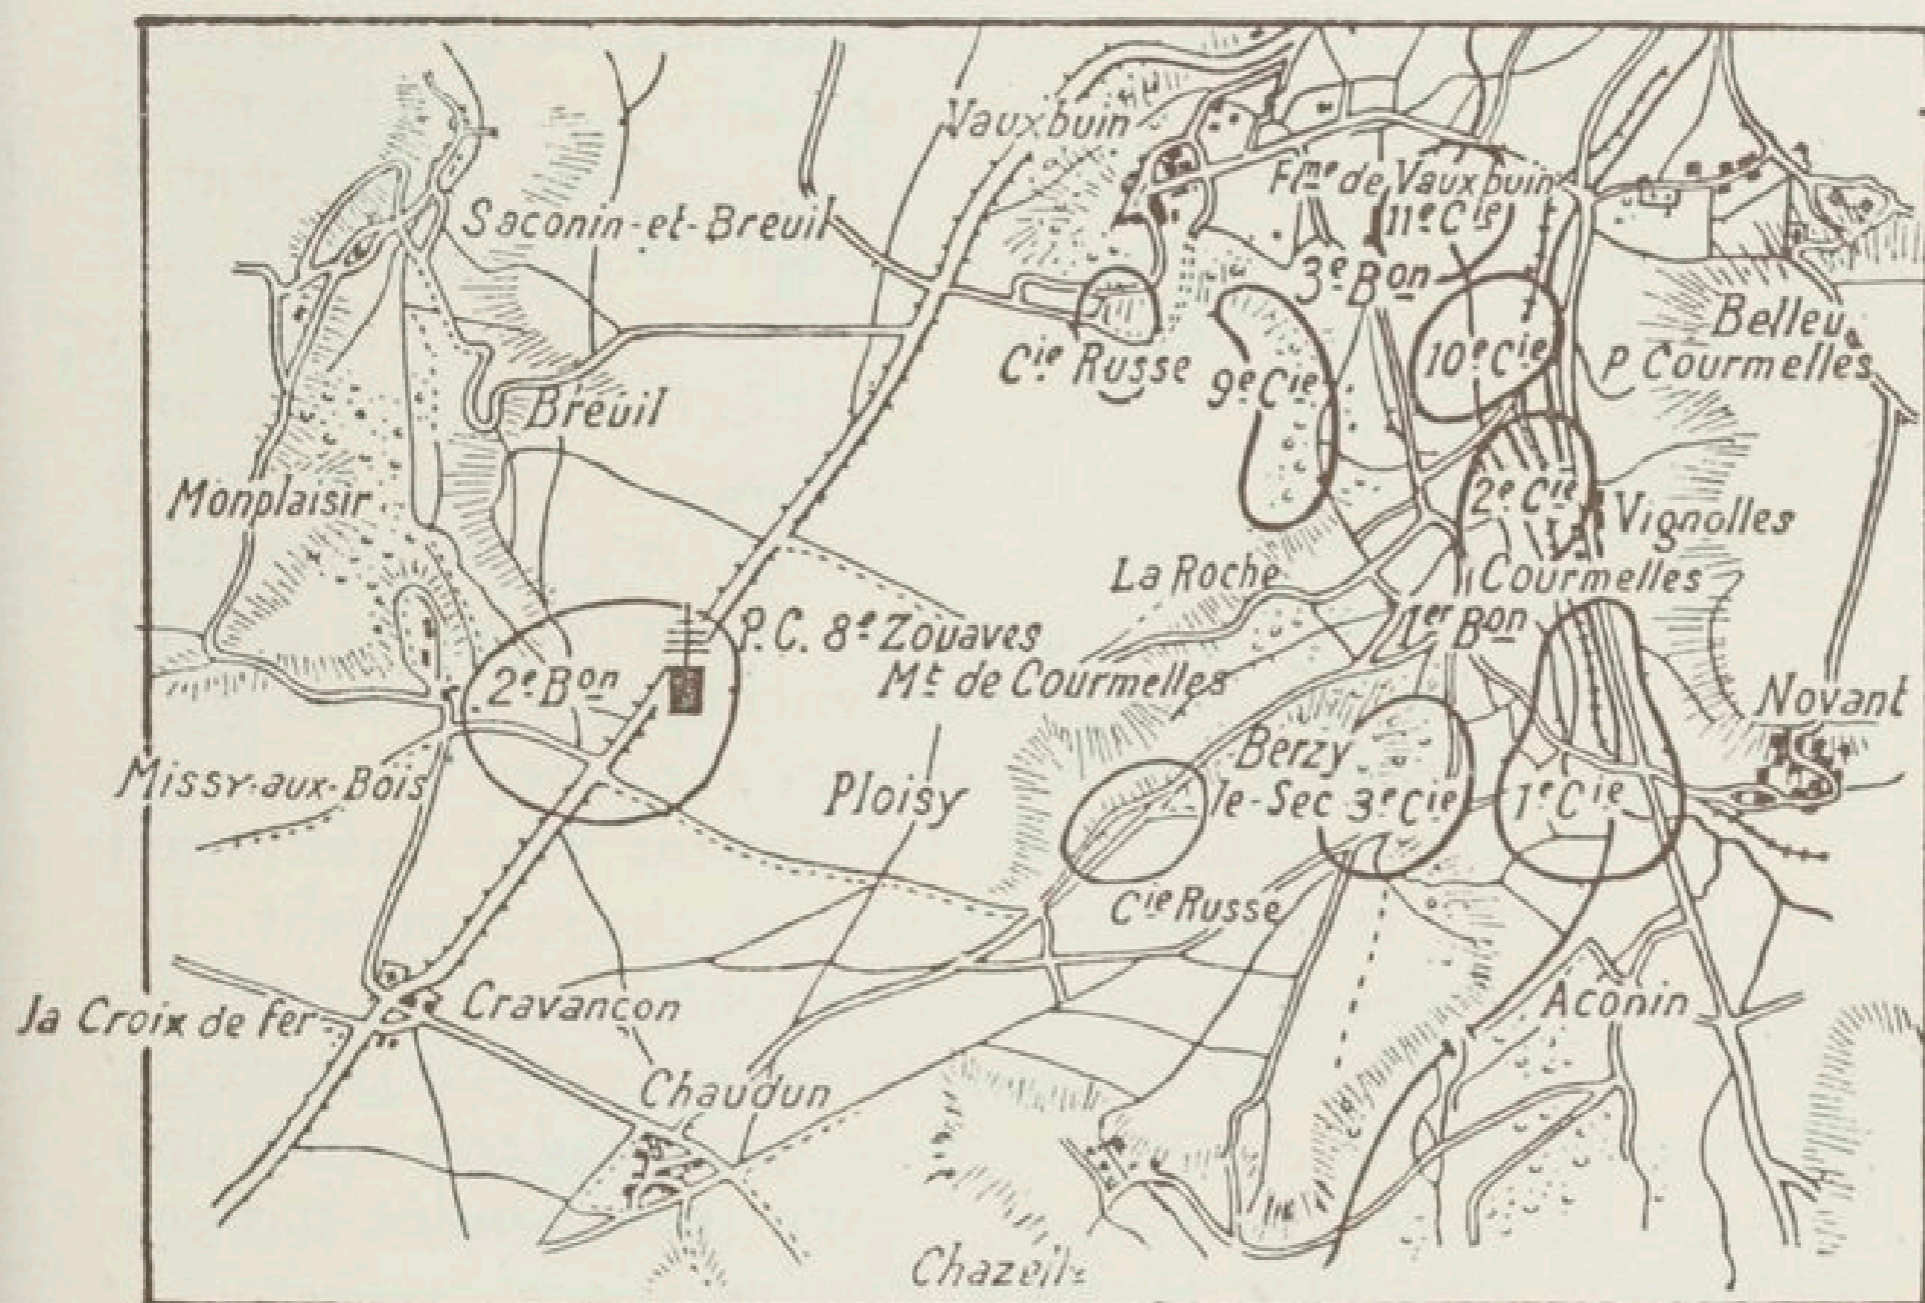 Vauxbuin
Fme de Vauxbuin
11e Cie
Saconin-et-Breuil
3e Bon
Belleu
P Courmelles
Cie Russe
9e Cie
10e Cie
Breuil
Monplaisir
2e Cie
Vignolles
La Roche
Courmelles
1er Bon
P.C. 8e Zouaves
2e Bon
Mt de Courmelles
Novant
Missy-aux-Bois
Ploisy
Berzy
le-Sec
3e Cie
1e Cie
Cie Russe
la Croix de fer
Cravancon
Aconin
Chaudun
Chazell